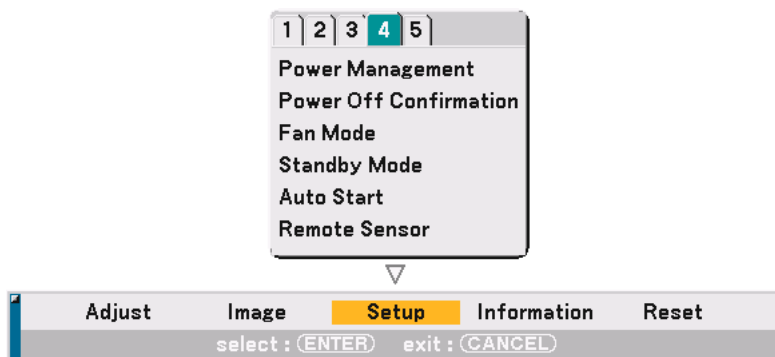 1 2 3 4 5
Power Management
Power Off Confirmation
Fan Mode
Standby Mode
Auto Start
Remote Sensor
Adjust Image Setup Information Reset
select : ENTER exit : CANCEL